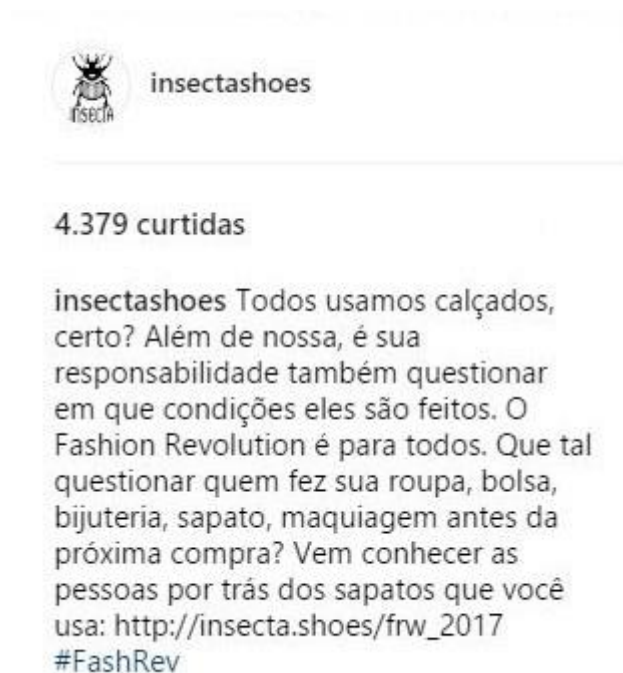 INSECTA
insectashoes
4.379 curtidas
insectashoes Todos usamos calçados,
certo? Além de nossa, é sua
responsabilidade também questionar
em que condições eles são feitos. O
Fashion Revolution é para todos. Que tal
questionar quem fez sua roupa, bolsa,
bijuteria, sapato, maquiagem antes da
próxima compra? Vem conhecer as
pessoas por trás dos sapatos que você
usa: http://insecta.shoes/frw_2017
#FashRev